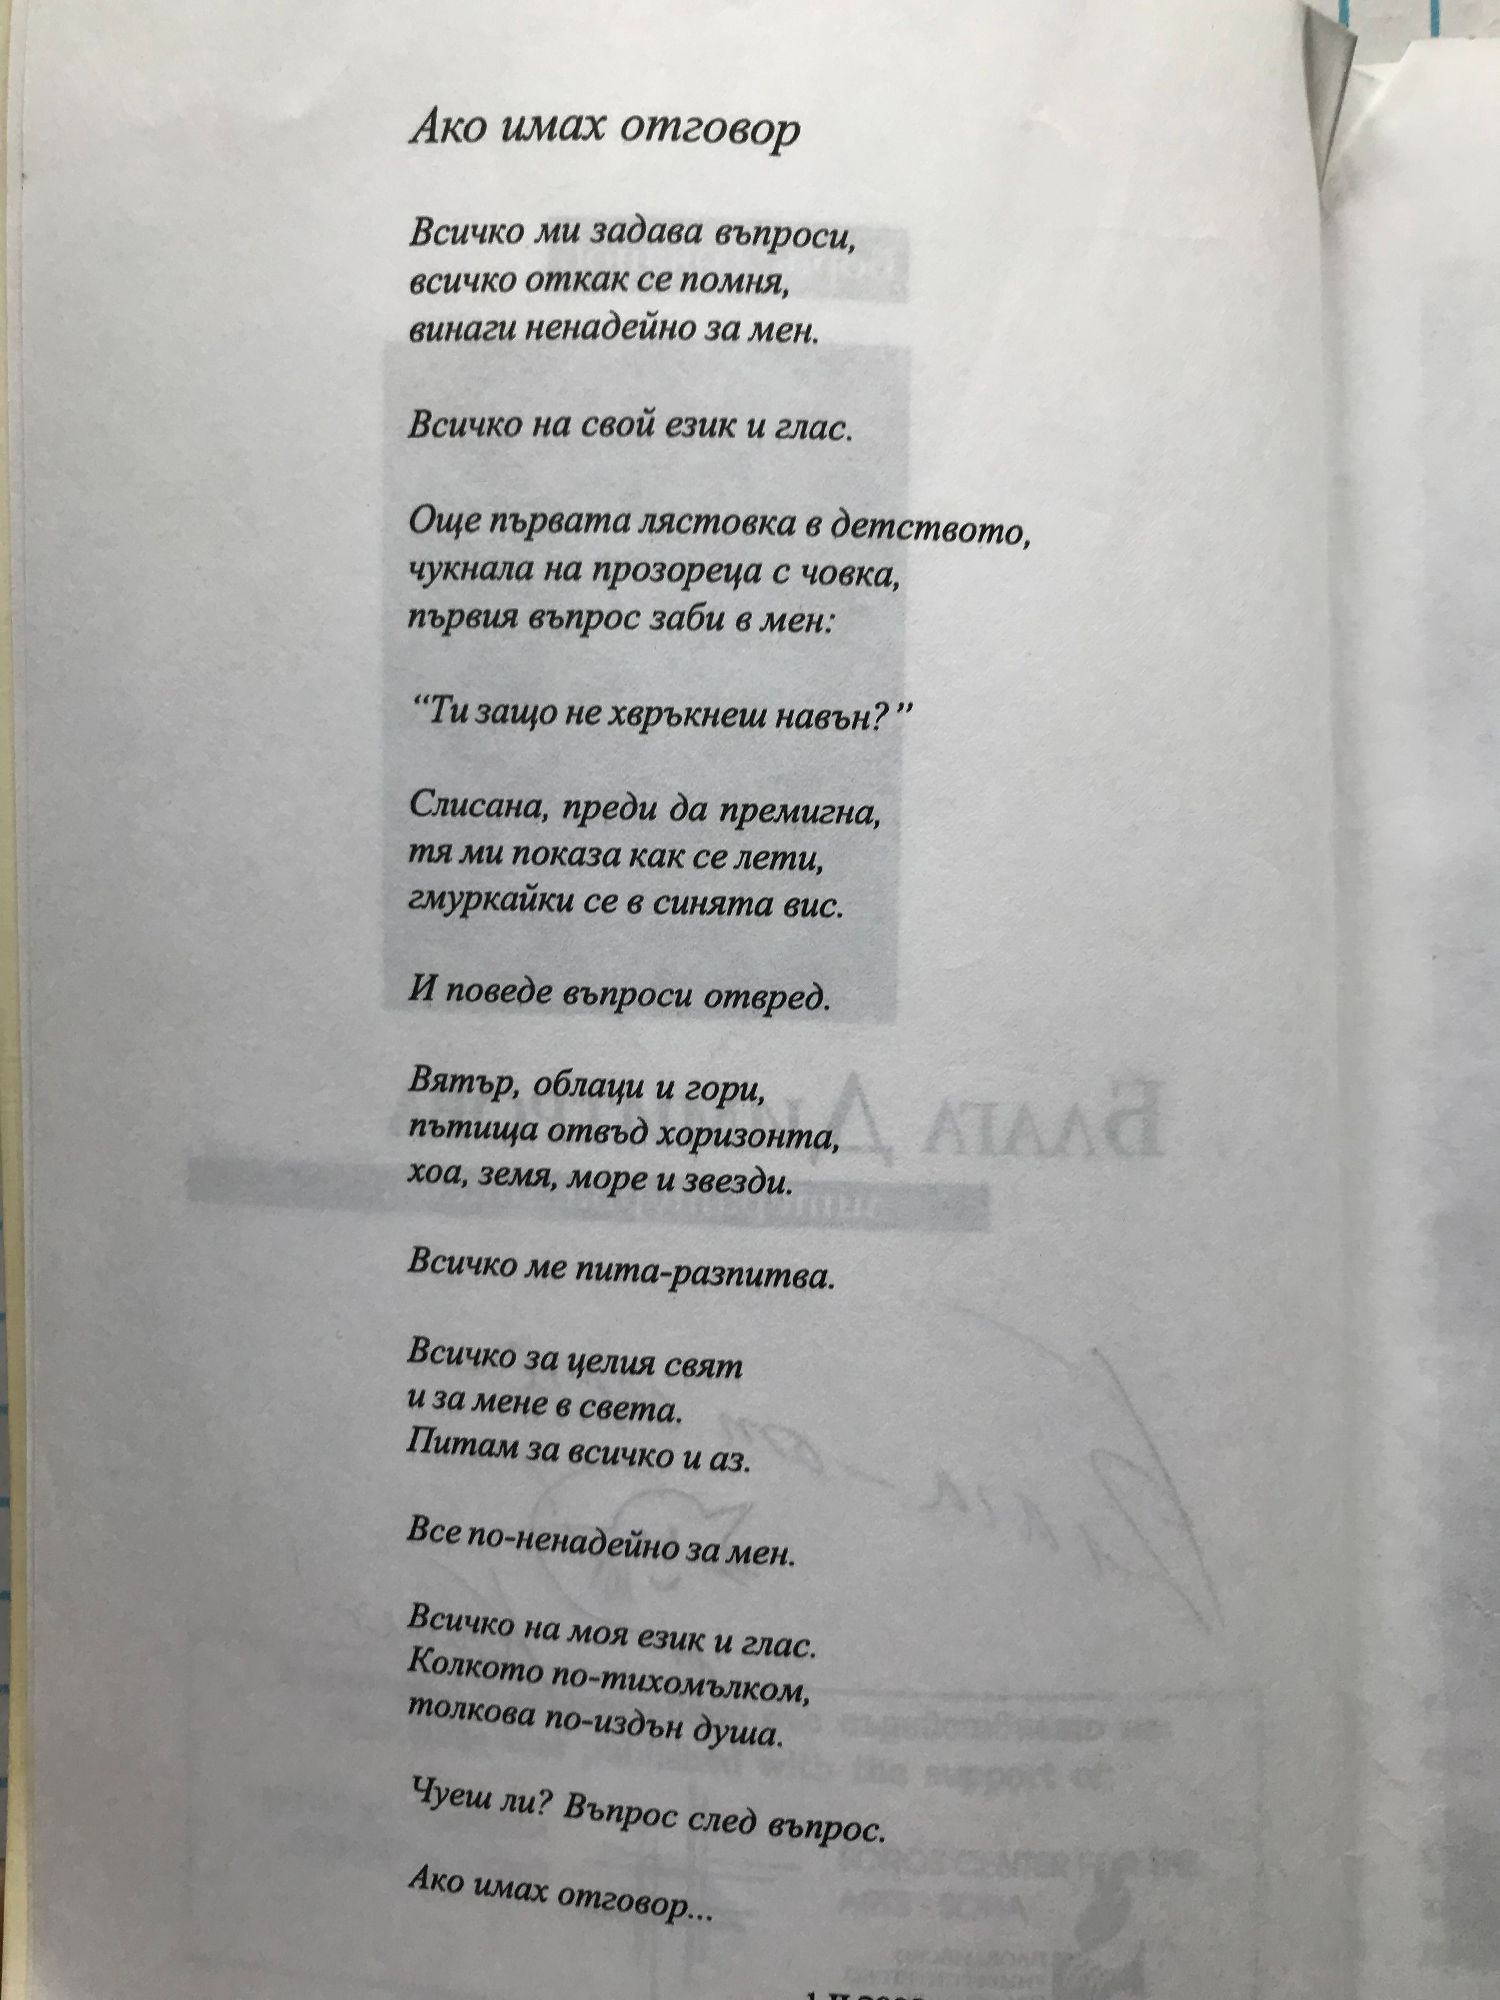 Ако имах отговор
Всичко ми задава въпроси,
всичко откак се помня,
винаги ненадейно за мен.
Всичко на свой език и глас.
Още първата лястовка в детството,
чукнала на прозореца с човка,
първия въпрос заби в мен:
“Ти защо не хвръкнеш навън?”
Слисана, преди да премигна,
тя ми показа как се лети,
гмуркайки се в синята вис.
И поведе въпроси отвред.
Вятър, облаци и гори,
пътища отвъд хоризонта,
хоа, земя, море и звезди.
Всичко ме пита-разпитва.
Всичко за целия свят
и за мене в света.
Питам за всичко и аз.
Все по-ненадейно за мен.
Всичко на моя език и глас.
Колкото по-тихомълком,
толкова по-издън душа.
Чуеш ли? Въпрос след въпрос.
Ако имах отговор...
БЛАГА
with the support of